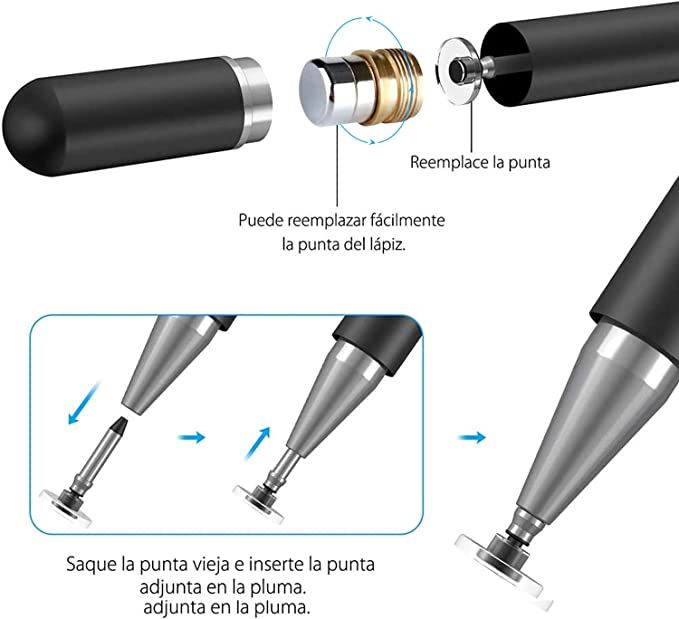 Reemplace la punta
Puede reemplazar fácilmente
la punta del lápiz.
Saque la punta vieja e inserte la punta
adjunta en la pluma.
adjunta en la pluma.